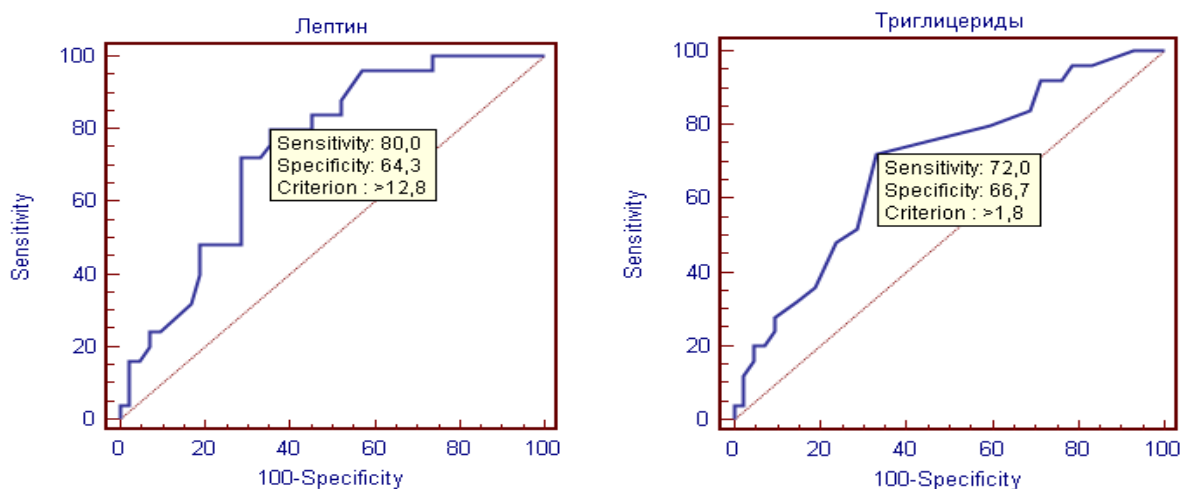 Лептин
100
80
60
40
20
0
Sensitivity
Sensitivity: 80,0
Specificity: 64,3
Criterion : >12,8
0 20 40 60 80 100
100-Specificity
Триглицериды
100
80
60
40
20
0
Sensitivity
Sensitivity: 72,0
Specificity: 66,7
Criterion : >1,8
0 20 40 60 80 100
100-Specificity